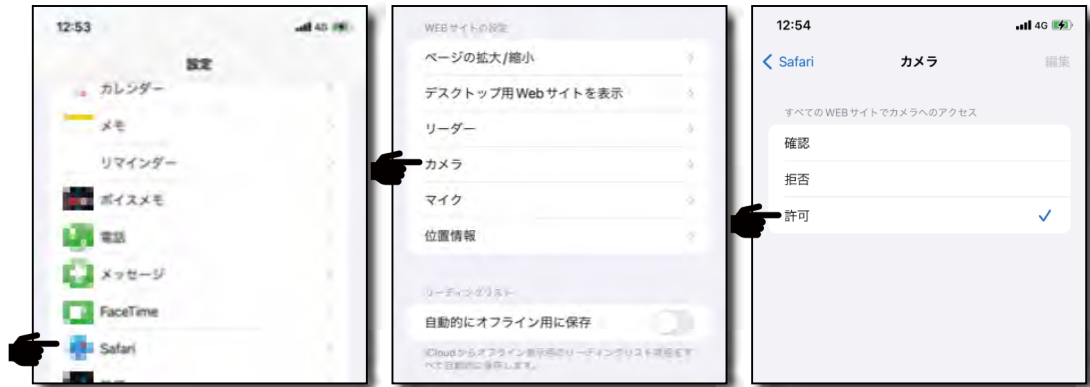 12:53
4G
設定
カレンダー
メモ
リマインダー
ボイスメモ
電話
メッセージ
FaceTime
Safari
WEBサイトの設定
ページの拡大/縮小
デスクトップ用Webサイトを表示
リーダー
カメラ
マイク
位置情報
リーディングリスト
自動的にオフライン用に保存
iCloudからオフライン表示用のリーディングリスト項目をす
べて自動的に保存します。
12:54
4G
Safari
カメラ
編集
すべてのWEBサイトでカメラへのアクセス
確認
拒否
許可